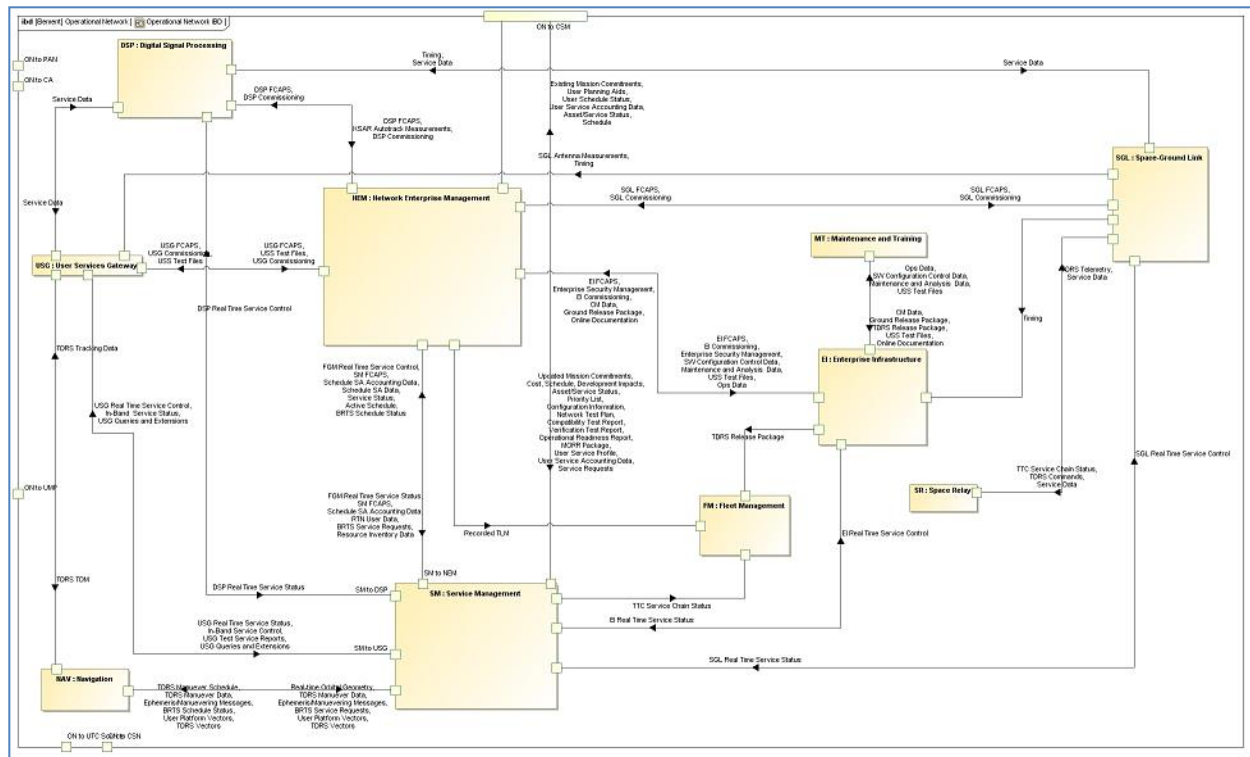 ibd [Element] Operational Network [ Operational Network IBD ]
ON to CSM
ON to PAN
ON to CA
DSP : Digital Signal Processing
Timing,
Service Data
Service Data
Service Data
DSP FCAPS,
DSP Commissioning
DSP FCAPS,
KSAR Autotrack Measurements,
DSP Commissioning
Existing Mission Commitments,
User Planning Aids,
User Schedule Status,
User Service Accounting Data,
Asset/Service Status,
Schedule
SGL Antenna Measurements,
Timing
SGL : Space-Ground Link
Service Data
SGL FCAPS,
SGL Commissioning
SGL FCAPS,
SGL Commissioning
: Network Enterprise Management
MT : Maintenance and Training
USG : User Services Gateway
USG FCAPS,
USG Commissioning,
USS Test Files
USG FCAPS,
USS Test Files,
USG Commissioning
Ops Data,
SW Configuration Control Data,
Maintenance and Analysis Data,
USS Test Files
TDRS Telemetry,
Service Data
EI FCAPS,
Enterprise Security Management,
EI Commissioning,
CM Data,
Ground Release Package,
Online Documentation
DSP Real Time Service Control
CM Data,
Ground Release Package,
TDRS Release Package,
USS Test Files,
Online Documentation
Timing
EI FCAPS,
EI Commissioning,
Enterprise Security Management,
SW Configuration Control Data,
Maintenance and Analysis Data,
USS Test Files,
Ops Data
EI : Enterprise Infrastructure
TDRS Tracking Data
FGM Real Time Service Control,
SM FCAPS,
Schedule SA Accounting Data,
Schedule SA Data,
Service Status,
Active Schedule,
BRTS Schedule Status
Updated Mission Commitments,
Cost, Schedule, Development Impacts,
Asset/Service Status,
Priority List,
Configuration Information,
Network Test Plan,
Compatibility Test Report,
Verification Test Report,
Operational Readiness Report,
MORR Package,
User Service Profile,
User Service Accounting Data,
Service Requests
USG Real Time Service Control,
In-Band Service Status,
USG Queries and Extensions
TDRS Release Package
SGL Real Time Service Control
TTC Service Chain Status,
TDRS Commands,
Service Data
ON to UMP
SR : Space Relay
FGM Real Time Service Status,
SM FCAPS,
Schedule SA Accounting Data
RTN User Data,
BRTS Service Requests,
Resource Inventory Data
FM : Fleet Management
Recorded TLM
EI Real Time Service Control
TDRS TDM
SM to NEM
DSP Real Time Service Status
SM to DSP
SM : Service Management
TTC Service Chain Status
EI Real Time Service Status
USG Real Time Service Status,
In-Band Service Control,
USG Test Service Reports,
USG Queries and Extensions
SM to USG
SGL Real Time Service Status
NAV : Navigation
TDRS Manuever Schedule,
TDRS Manuever Data,
Ephemeris/Manuevering Messages,
BRTS Schedule Status,
User Platform Vectors,
TDRS Vectors
Real-time Orbital Geometry,
TDRS Manuever Data,
Ephemeris/Manuevering Messages,
BRTS Service Requests,
User Platform Vectors,
TDRS Vectors
ON to UTC
to CSN